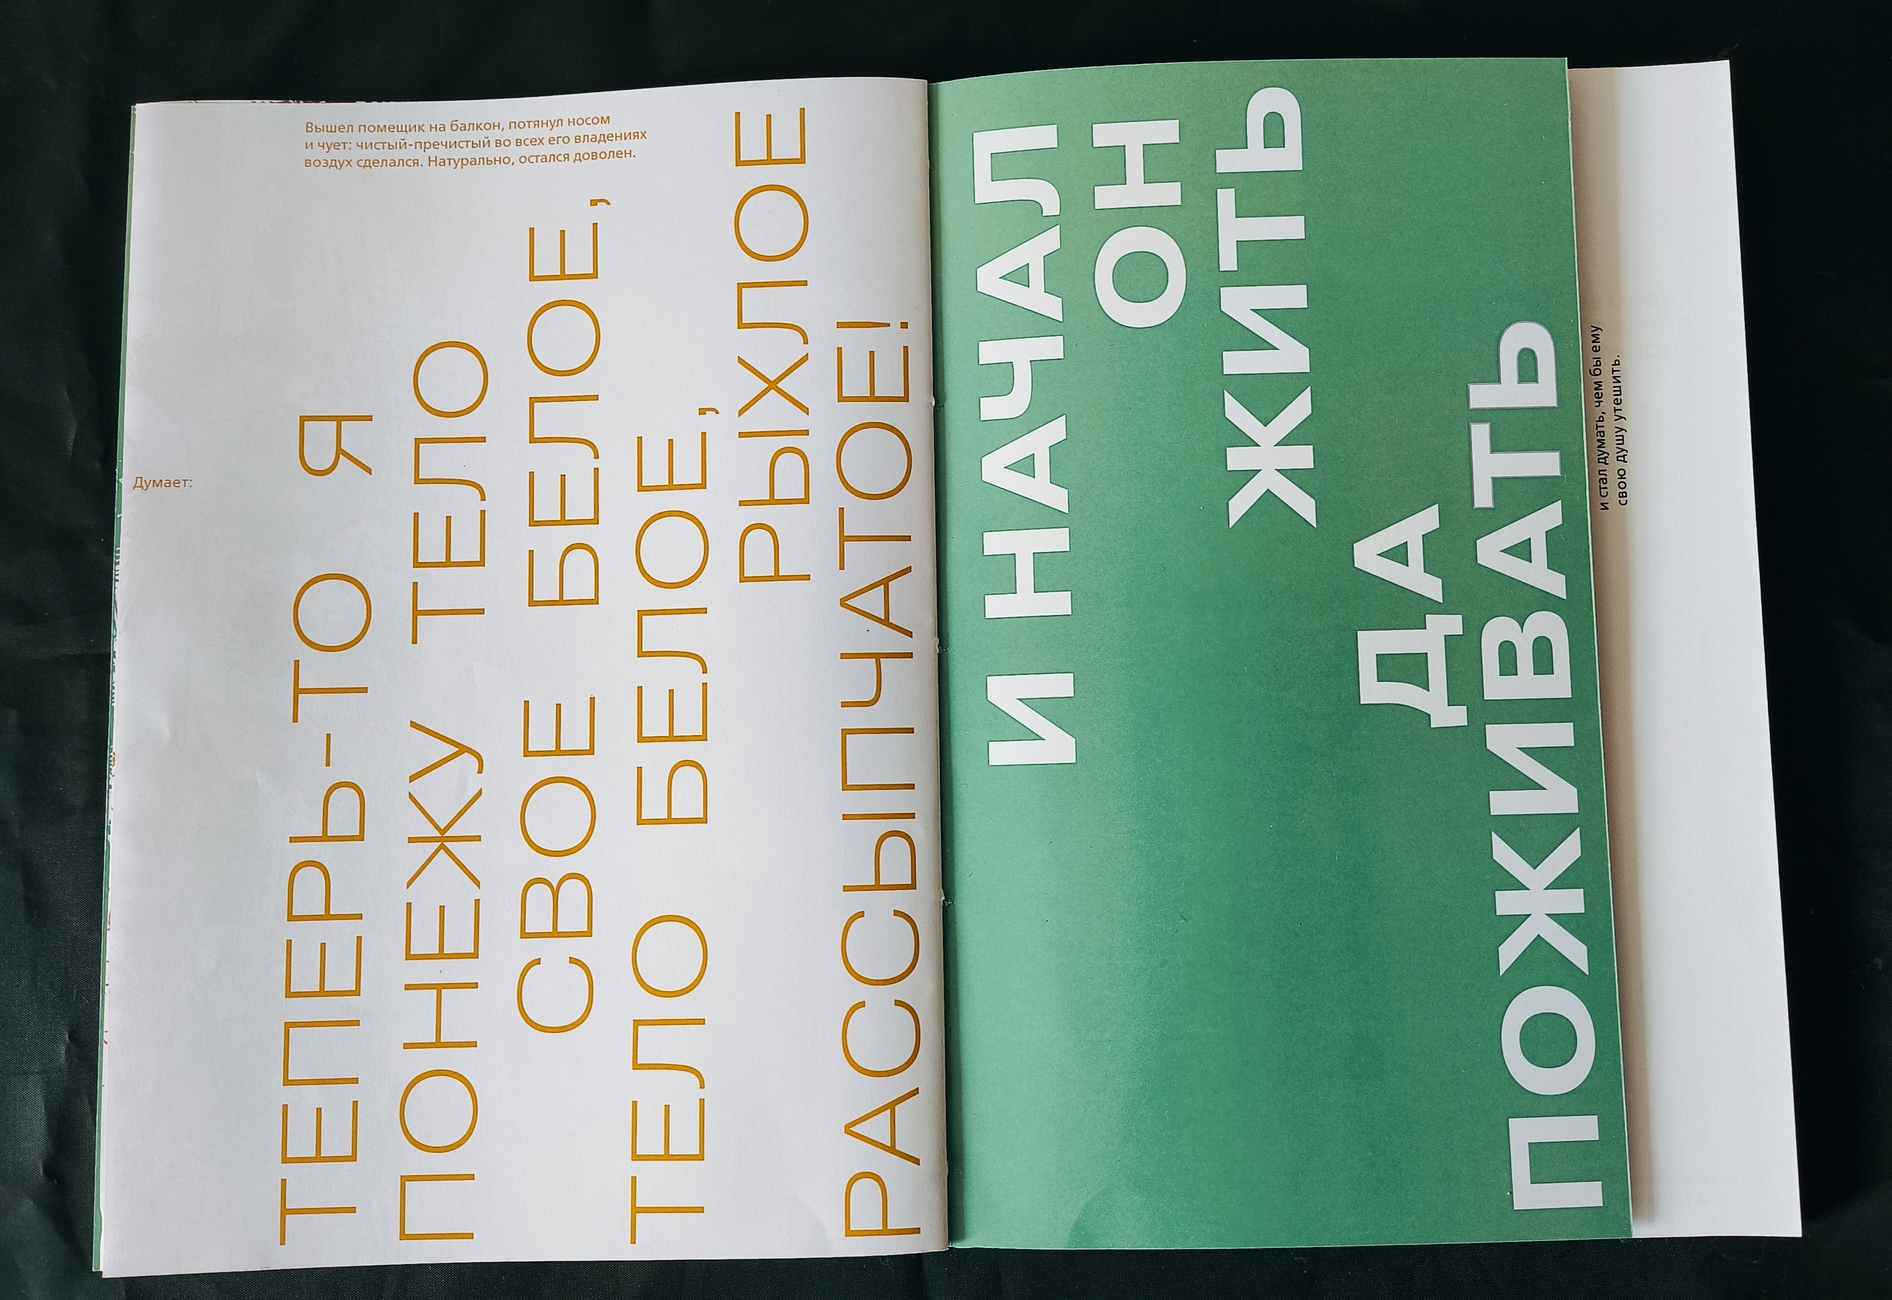 Вышел помещик на балкон, потянул носом
и чует: чистый-пречистый во всех его владениях
воздух сделался. Натурально, остался доволен.
Думает:
ТЕПЕРЬ-ТО Я
ПОНЕЖУ ТЕЛО
СВОЕ БЕЛОЕ,
ТЕЛО БЕЛОЕ,
РЫХЛОЕ
РАССЫПЧАТОЕ!
И НАЧАЛ
ОН
ЖИТЬ
ДА
ПОЖИВАТЬ
и стал думать, чем бы ему
свою душу утешить.